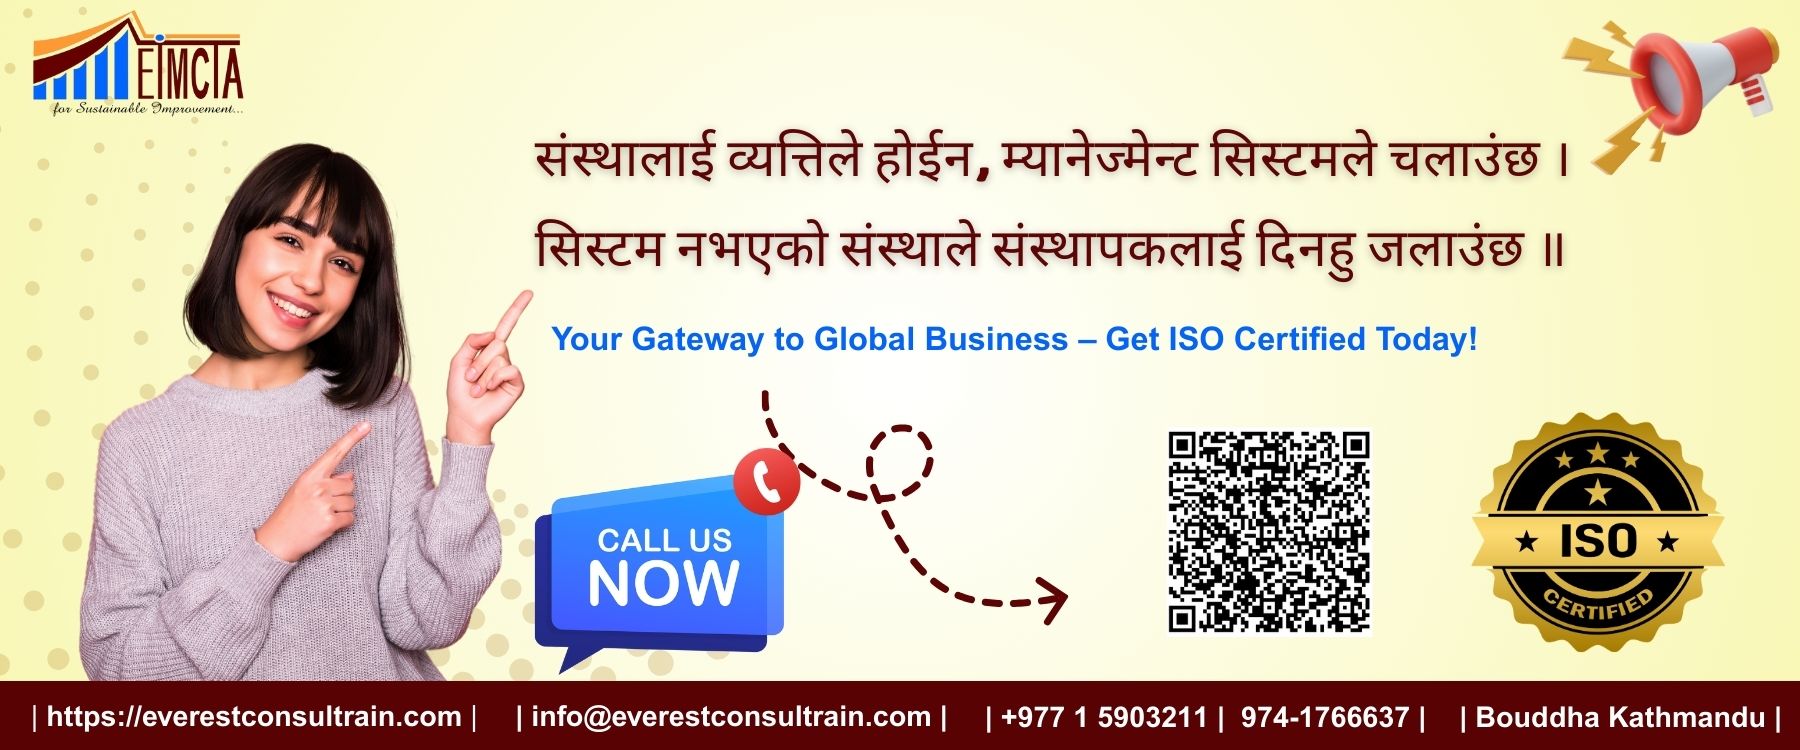 EIMCTA
for Sustainable Improvement...
संस्थालाई व्यत्तिले होईन, म्यानेज्मेन्ट सिस्टमले चलाउंछ ।
सिस्टम नभएको संस्थाले संस्थापकलाई दिनहु जलाउंछ ॥
Your Gateway to Global Business – Get ISO Certified Today!
CALL US
NOW
ISO
CERTIFIED
| https://everestconsultrain.com | | info@everestconsultrain.com | | +977 1 5903211 | 974-1766637 | | Bouddha Kathmandu |